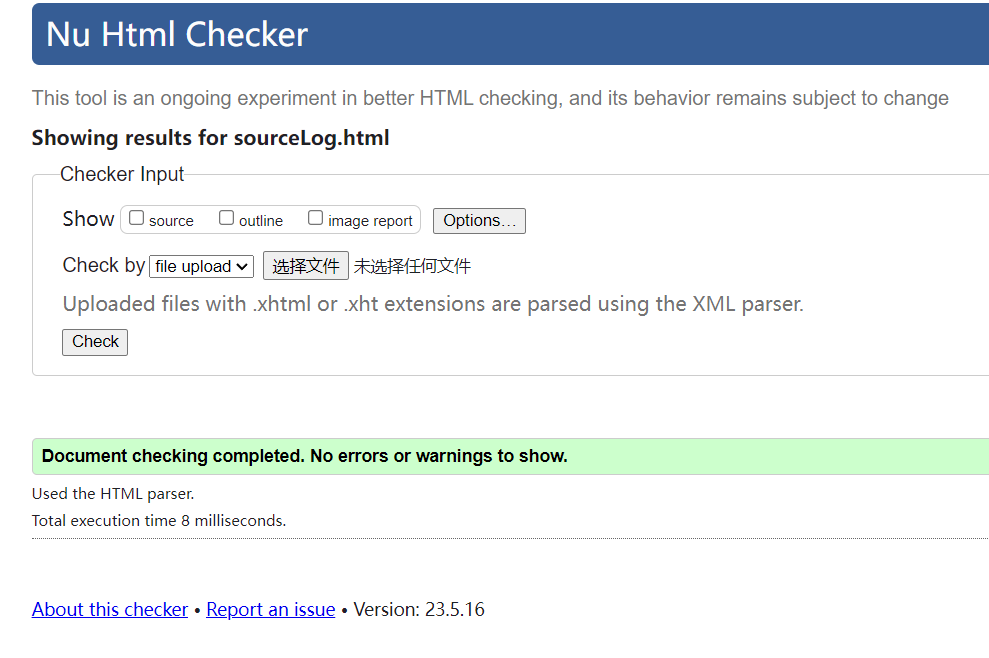 Nu Html Checker
This tool is an ongoing experiment in better HTML checking, and its behavior remains subject to change
Showing results for sourceLog.html
Checker Input
Show source outline image report Options…
Check by file upload 选择文件 未选择任何文件
Uploaded files with .xhtml or .xht extensions are parsed using the XML parser.
Check
Document checking completed. No errors or warnings to show.
Used the HTML parser.
Total execution time 8 milliseconds.
About this checker • Report an issue • Version: 23.5.16